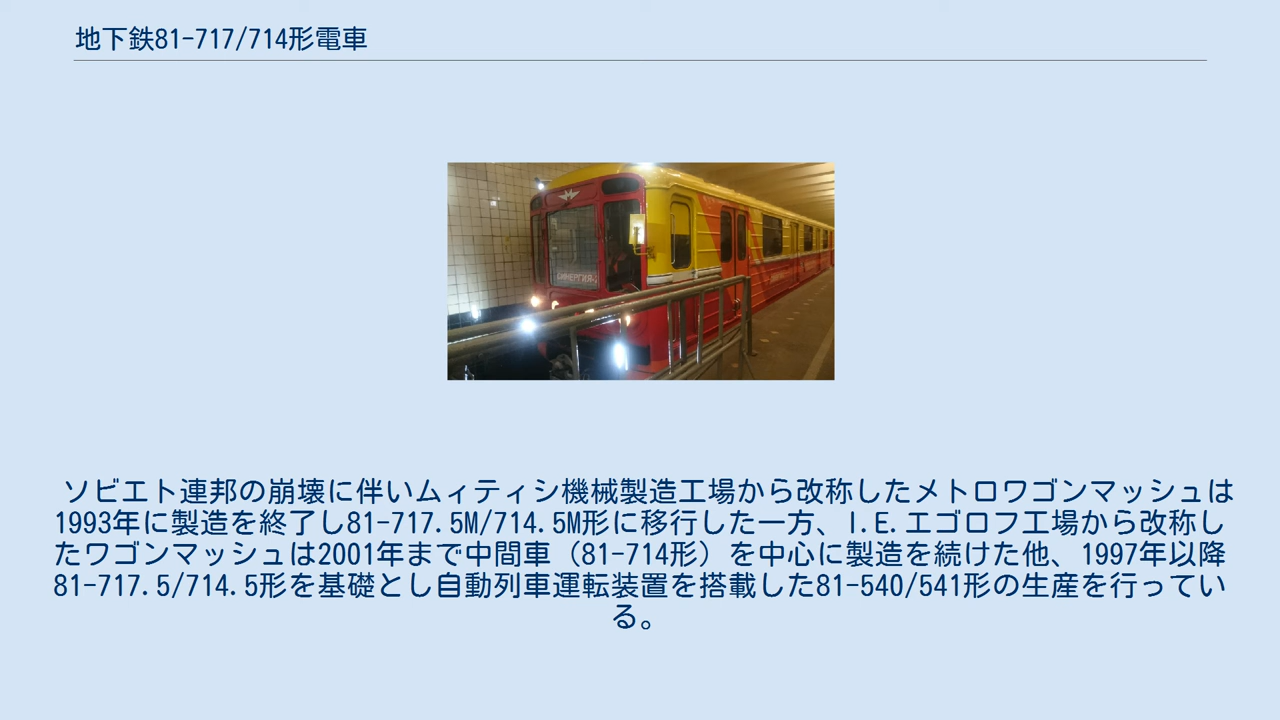 地下鉄81-717/714形電車
СИНЕРГИЯ-
ソビエト連邦の崩壊に伴いムィティシ機械製造工場から改称したメトロワゴンマッシュは
1993年に製造を終了し81-717.5M/714.5M形に移行した一方、I.E.エゴロフ工場から改称し
たワゴンマッシュは2001年まで中間車（81-714形）を中心に製造を続けた他、1997年以降
81-717.5/714.5形を基礎とし自動列車運転装置を搭載した81-540/541形の生産を行ってい
る。